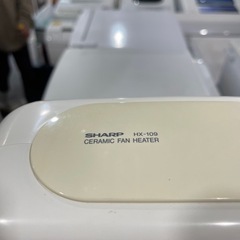 SHARP HX-109
CERAMIC FAN HEATER